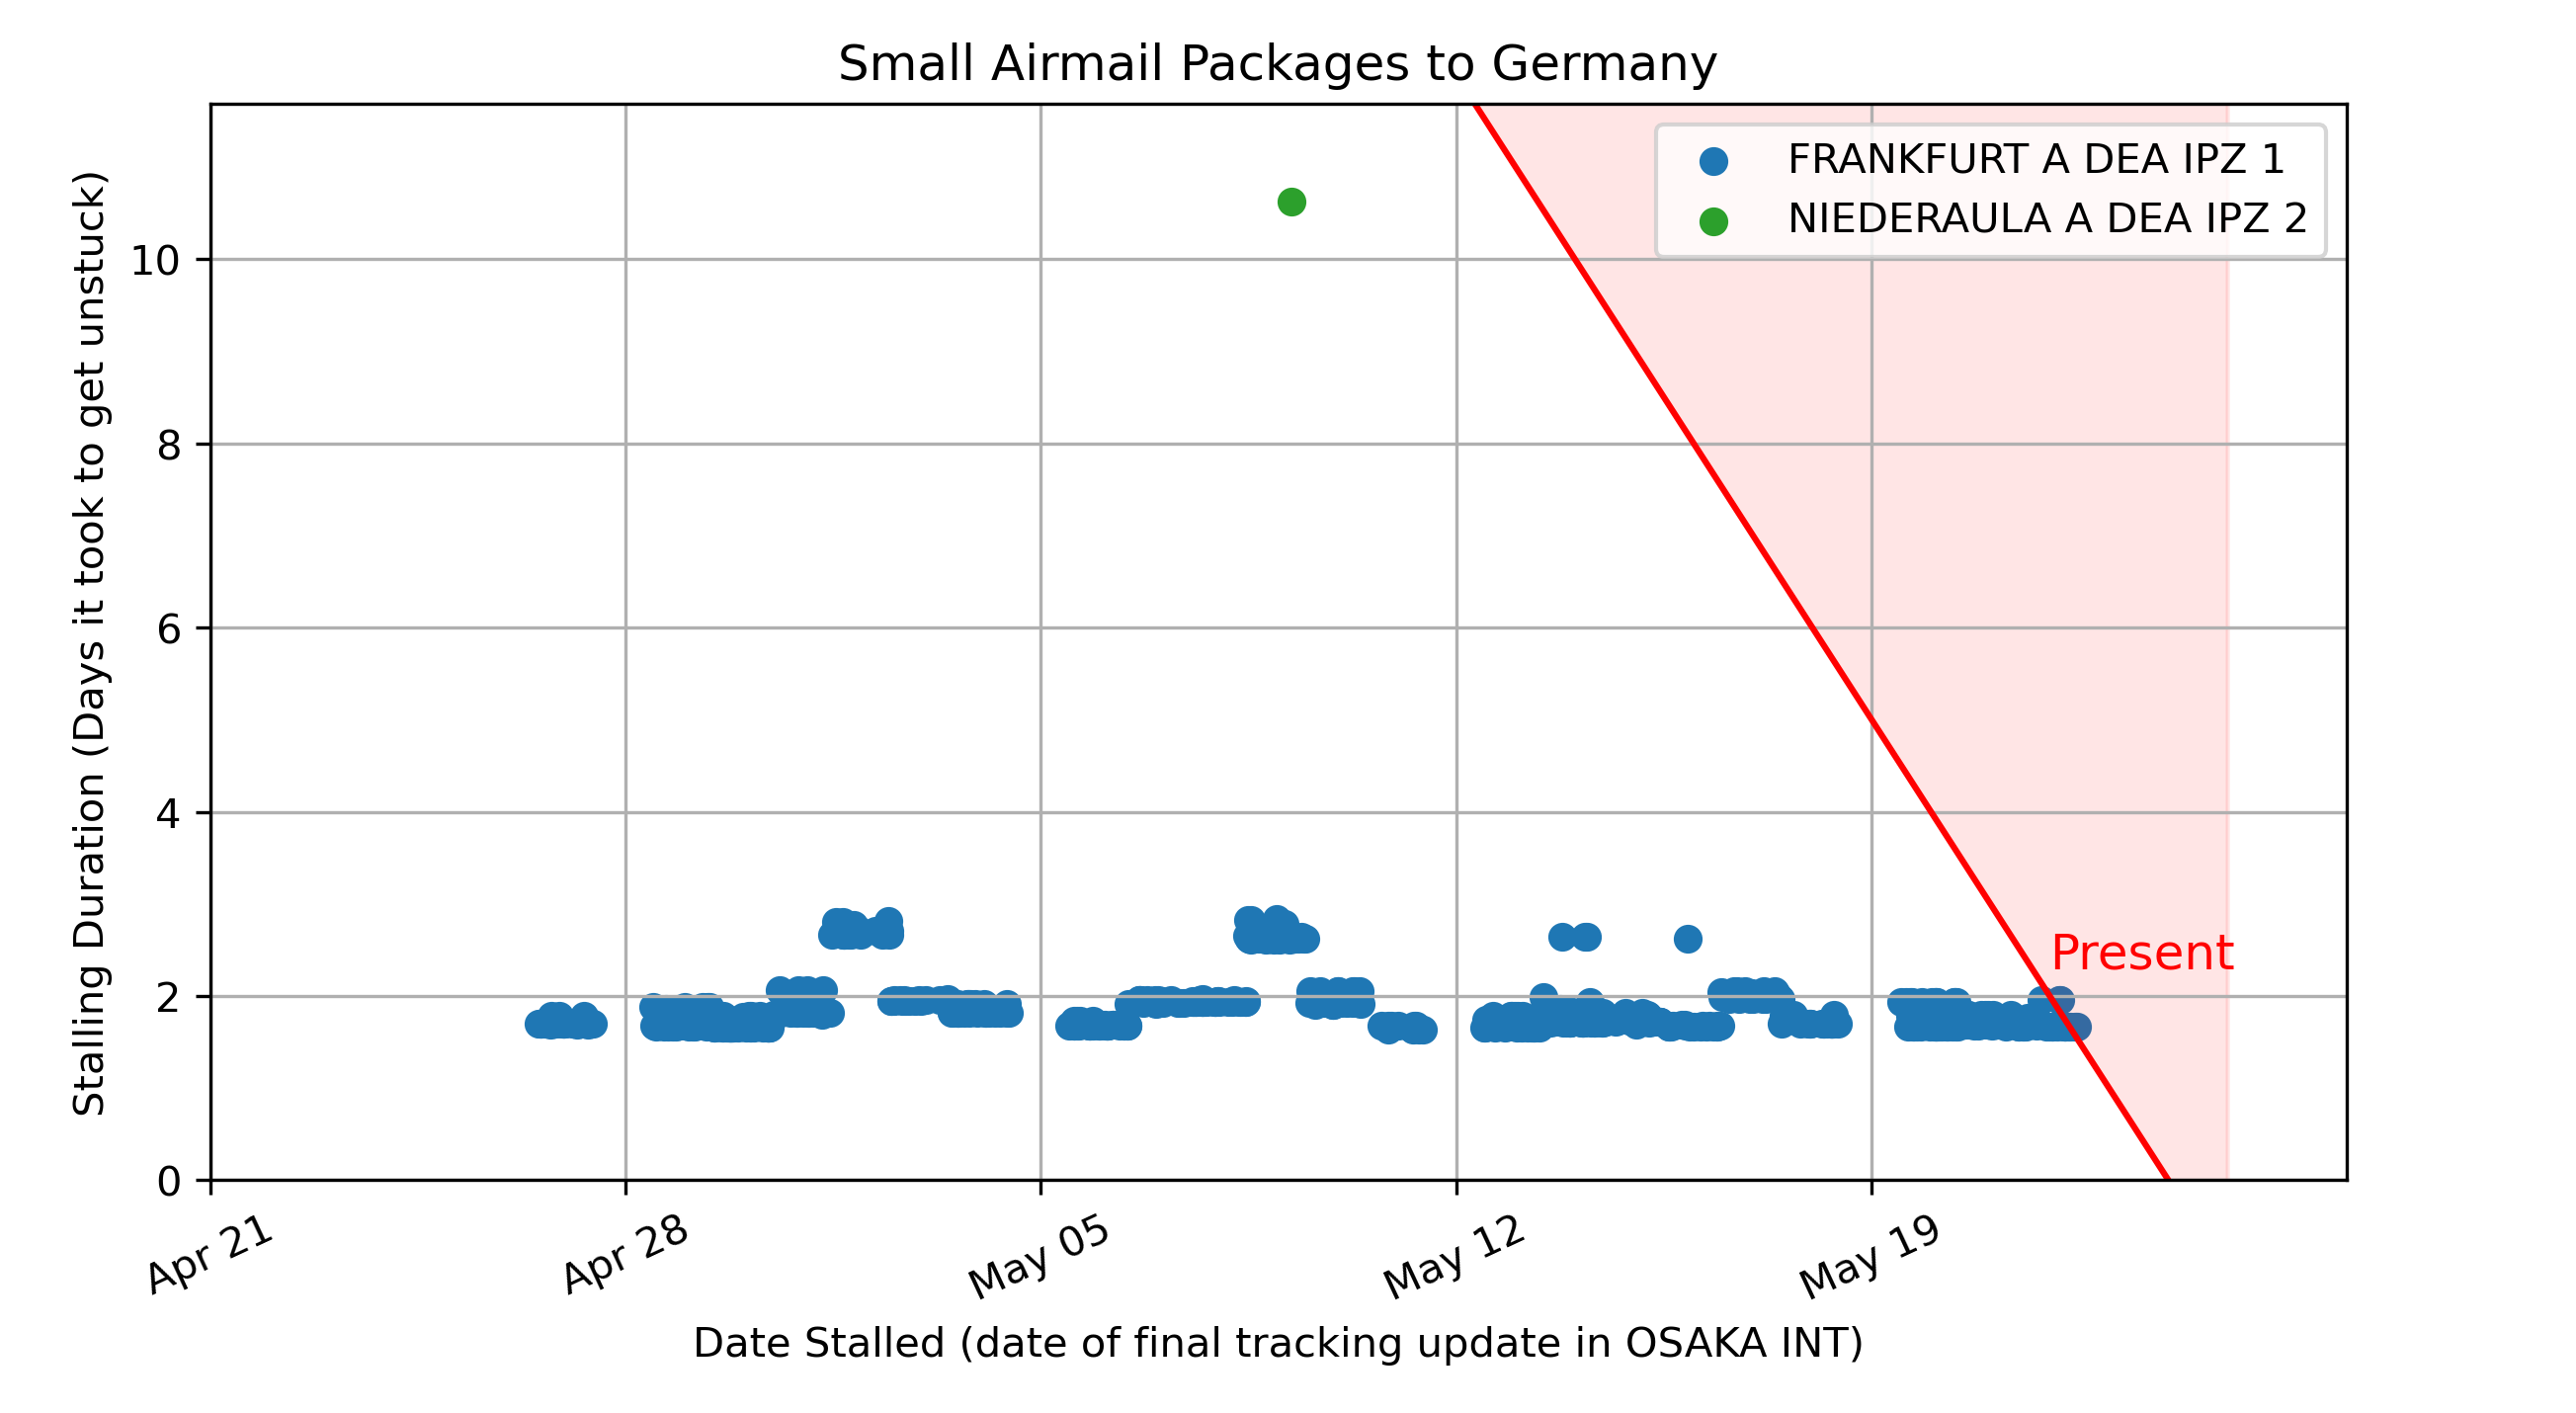 Small Airmail Packages to Germany
FRANKFURT A DEA IPZ 1
NIEDERAULA A DEA IPZ 2
Stalling Duration (Days it took to get unstuck)
10
8
6
4
2
0
Present
Apr 21
Apr 28
May 05
May 12
May 19
Date Stalled (date of final tracking update in OSAKA INT)